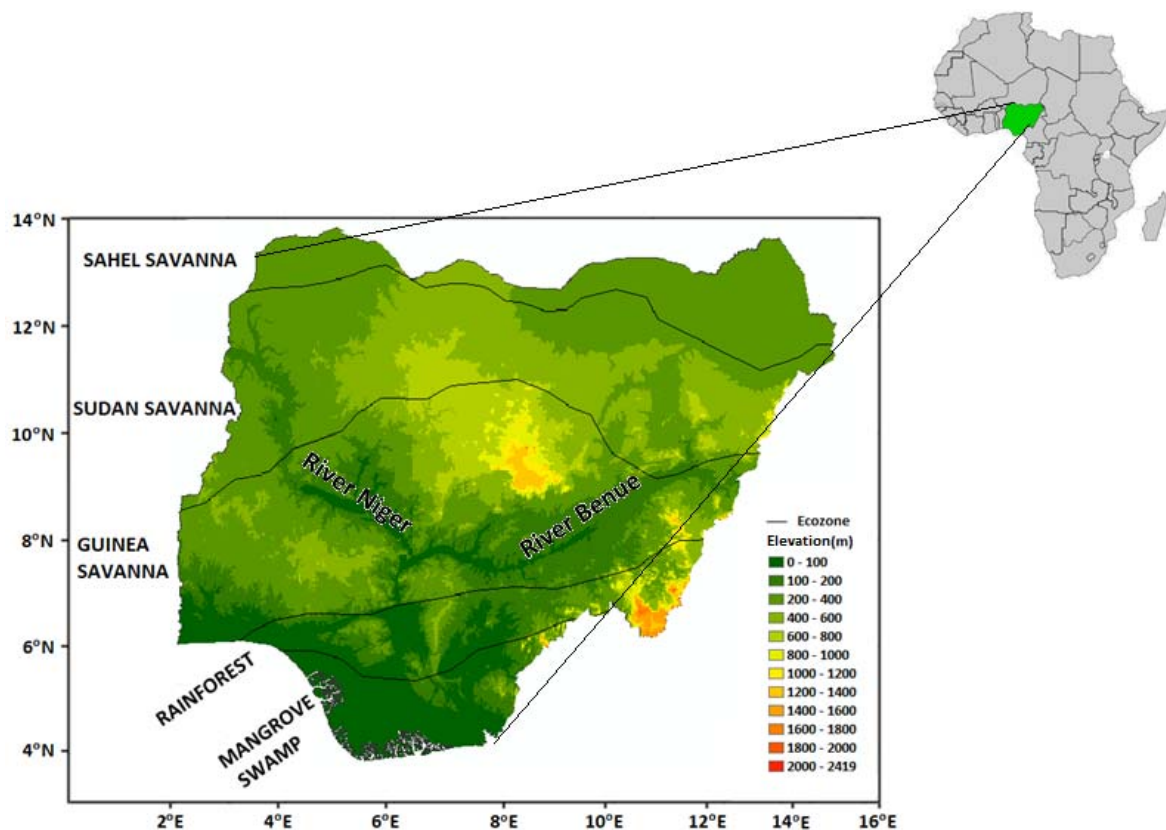 14°N
SAHEL SAVANNA
12°N
SUDAN SAVANNA
10°N
River Niger
River Benue
8°N
GUINEA
SAVANNA
6°N
RAINFOREST
MANGROVE
SWAMP
4°N
2°E
4°E
6°E
8°E
10°E
12°E
14°E
16°E
Ecozone
Elevation(m)
0 - 100
100 - 200
200 - 400
400 - 600
600 - 800
800 - 1000
1000 - 1200
1200 - 1400
1400 - 1600
1600 - 1800
1800 - 2000
2000 - 2419